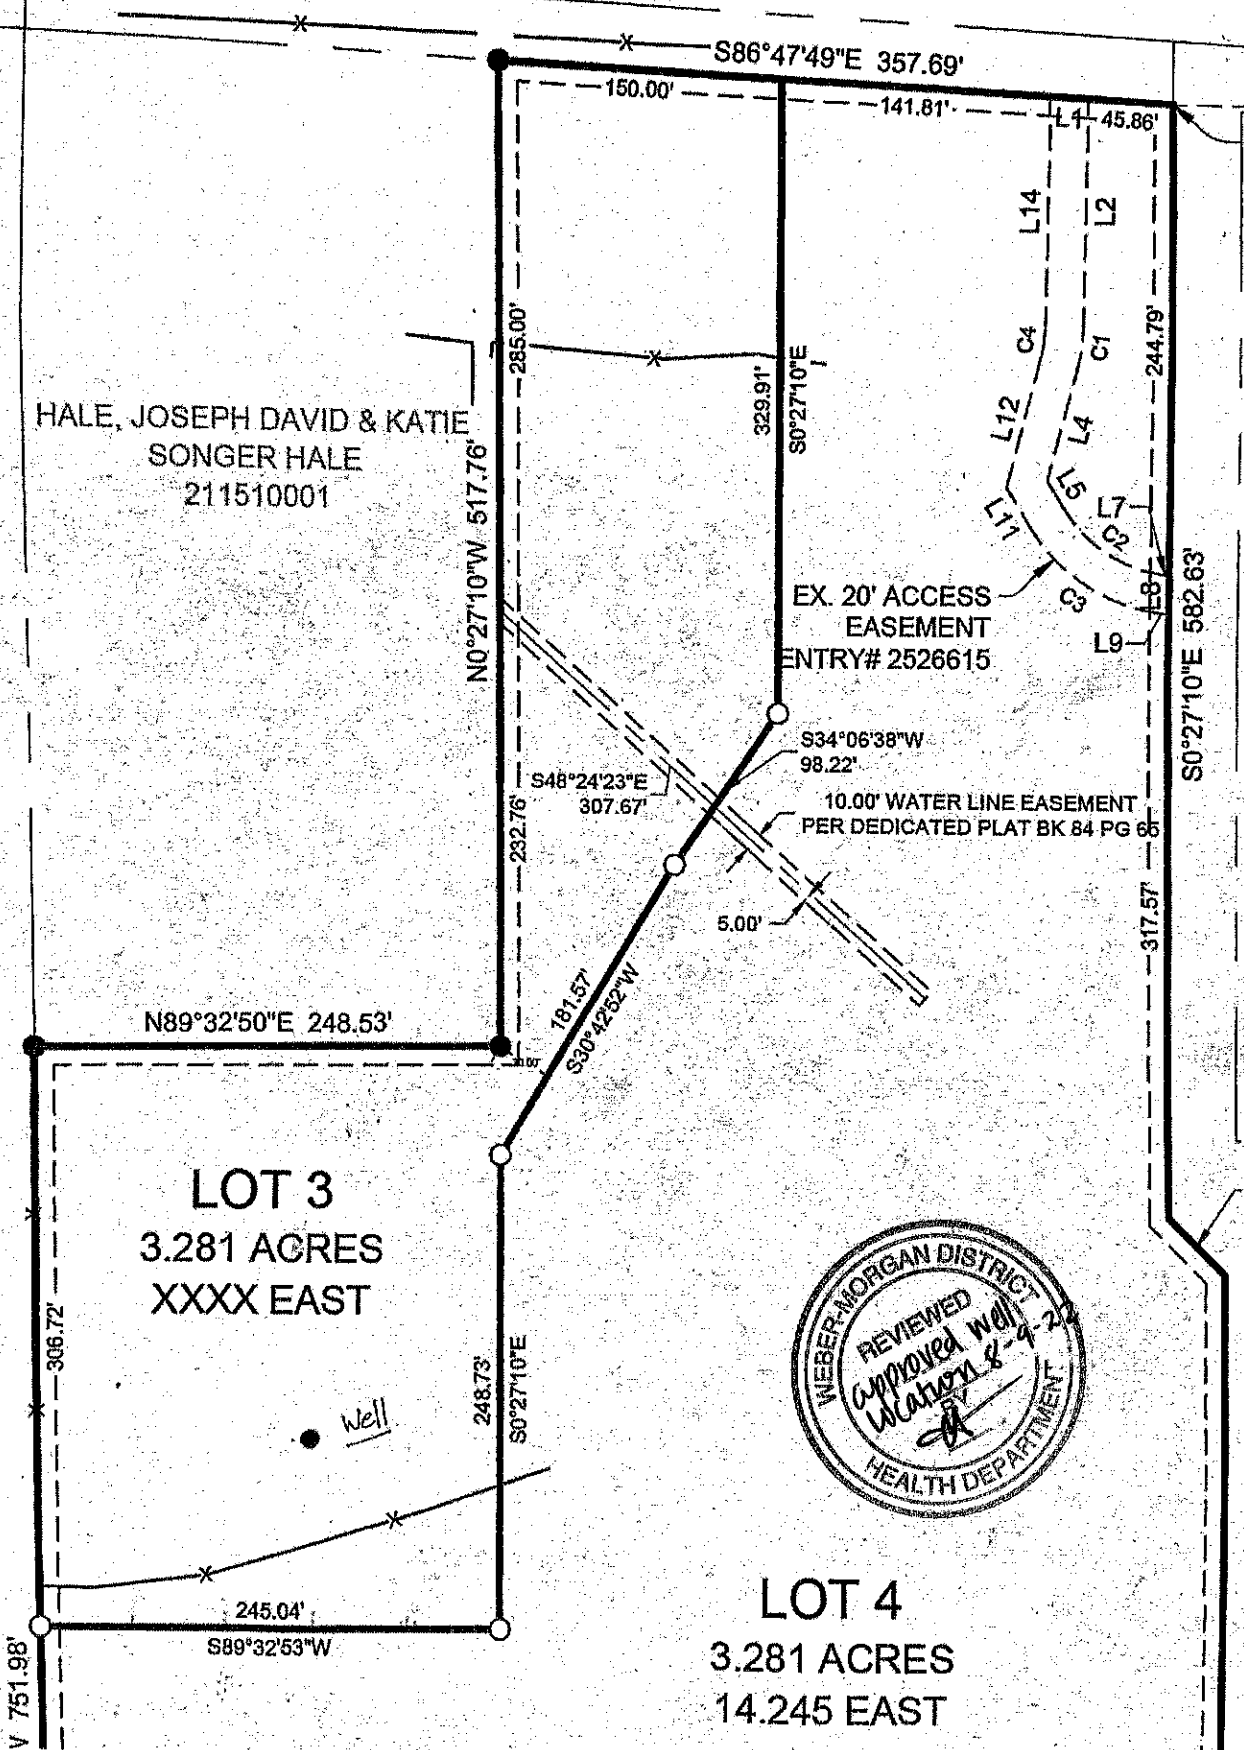 S86°47'49"E 357.69'
150.00'
141.81'
L1
45.86'
L14
L2
285.00'
C4
C1
244.79'
329.91'
S0°27'10"E
HALE, JOSEPH DAVID & KATIE
SONGER HALE
211510001
N0°27'10"W 517.76'
L12
L4
L5
L11
L7
C2
EX. 20' ACCESS
EASEMENT
ENTRY# 2526615
C3
L8
L9
S0°27'10"E 582.63'
S34°06'38"W
98.22'
S48°24'23"E
307.67'
10.00' WATER LINE EASEMENT
PER DEDICATED PLAT BK 84 PG 65
232.76'
5.00'
317.57'
181.57'
S30°42'52"W
N89°32'50"E 248.53'
LOT 3
3.281 ACRES
XXXX EAST
306.72'
248.73'
S0°27'10"E
Well
WEBER-MORGAN DISTRICT
REVIEWED
approved well
location 8-9-22
BY
HEALTH DEPARTMENT
245.04'
S89°32'53"W
751.98'
LOT 4
3.281 ACRES
14.245 EAST